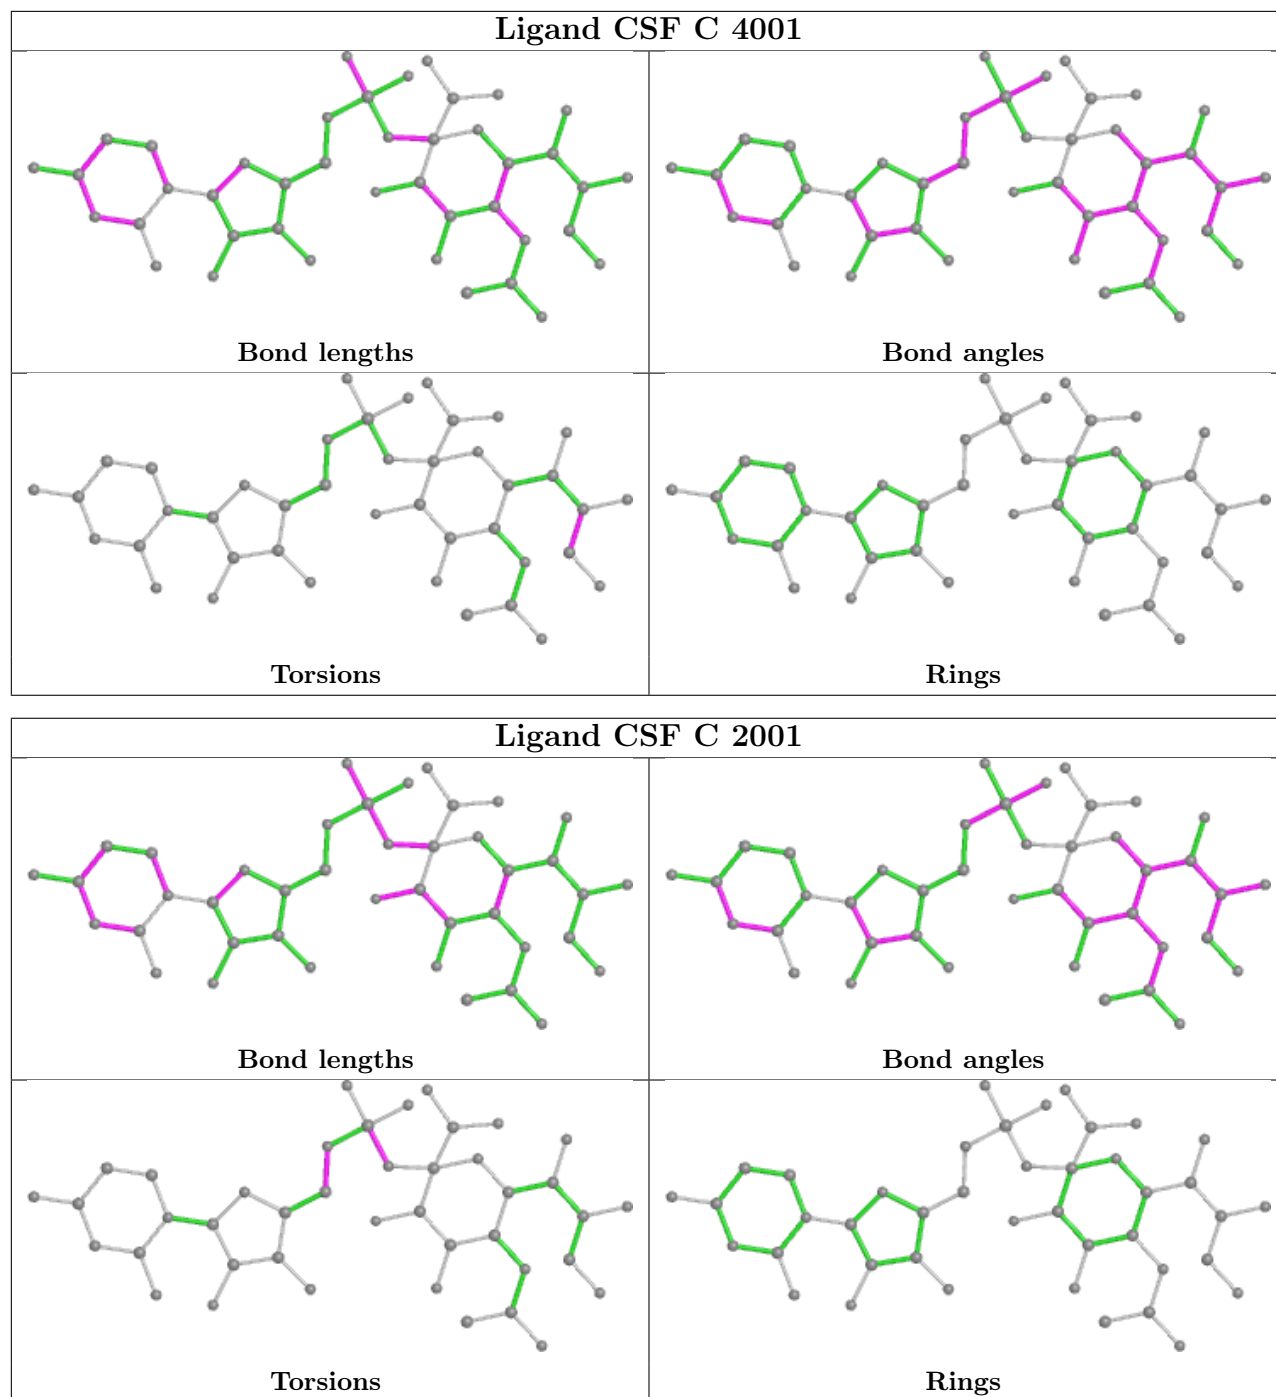 Ligand CSF C 4001
Bond lengths
Bond angles
Torsions
Rings
Ligand CSF C 2001
Bond lengths
Bond angles
Torsions
Rings